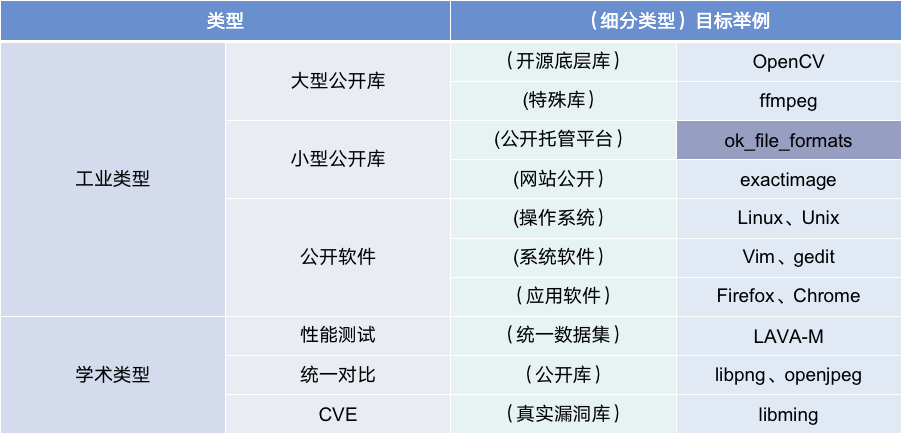 类型
（细分类型）目标举例
工业类型
大型公开库
（开源底层库）
OpenCV
(特殊库）
ffmpeg
小型公开库
(公开托管平台）
ok_file_formats
(网站公开）
exactimage
公开软件
(操作系统）
Linux、Unix
(系统软件）
Vim、gedit
（应用软件）
Firefox、Chrome
学术类型
性能测试
（统一数据集）
LAVA-M
统一对比
（公开库）
libpng、openjpeg
CVE
（真实漏洞库）
libming